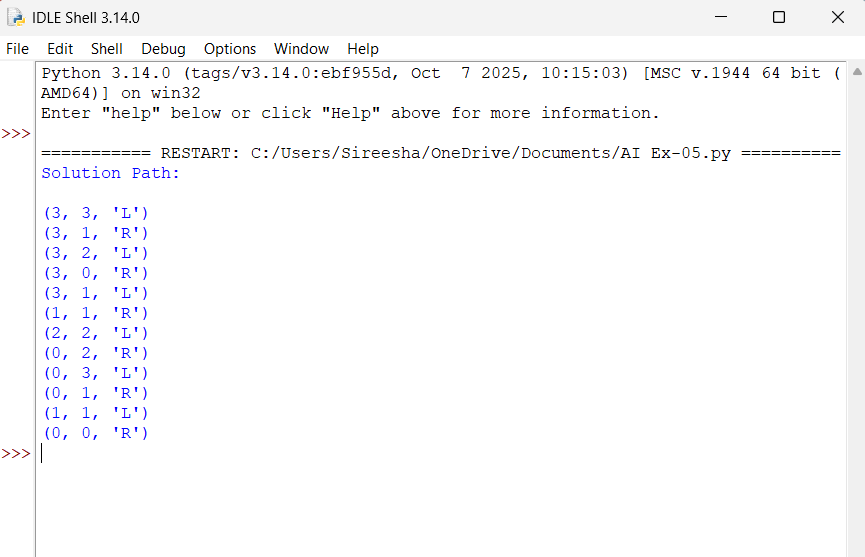 IDLE Shell 3.14.0
File Edit Shell Debug Options Window Help
Python 3.14.0 (tags/v3.14.0:ebf955d, Oct  7 2025, 10:15:03) [MSC v.1944 64 bit (
AMD64)] on win32
Enter "help" below or click "Help" above for more information.
>>>
=========== RESTART: C:/Users/Sireesha/OneDrive/Documents/AI Ex-05.py ==========
Solution Path:
(3, 3, 'L')
(3, 1, 'R')
(3, 2, 'L')
(3, 0, 'R')
(3, 1, 'L')
(1, 1, 'R')
(2, 2, 'L')
(0, 2, 'R')
(0, 3, 'L')
(0, 1, 'R')
(1, 1, 'L')
(0, 0, 'R')
>>>